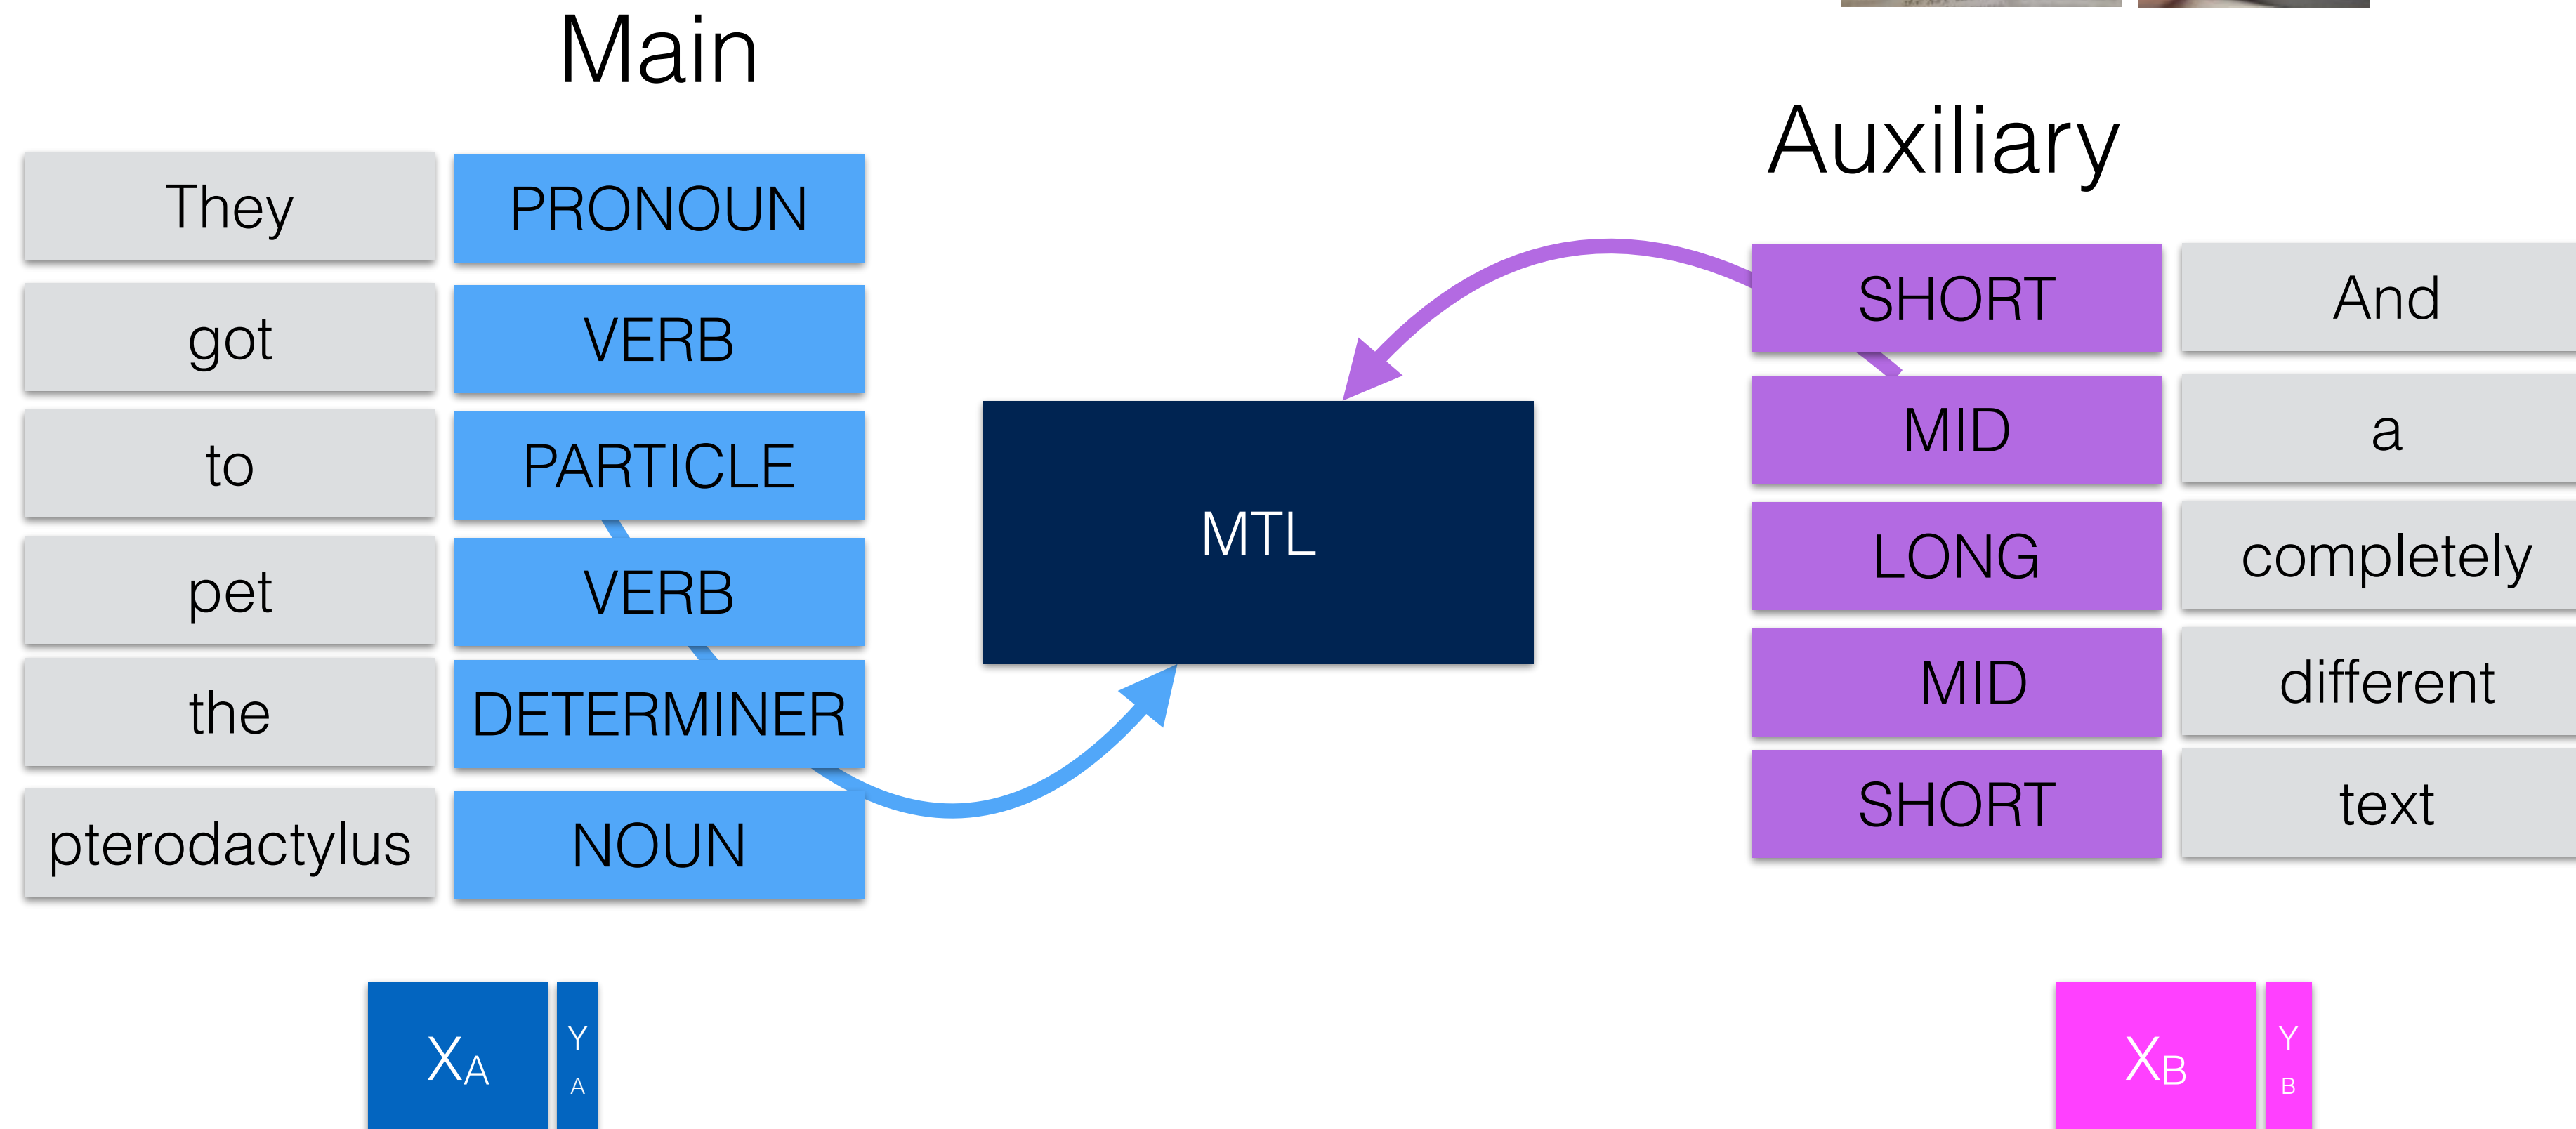 Main
Auxiliary
They PRONOUN
got VERB
to PARTICLE
pet VERB
the DETERMINER
pterodactylus NOUN
MTL
SHORT And
MID a
LONG completely
MID different
SHORT text
XA
Y
A
XB
Y
B